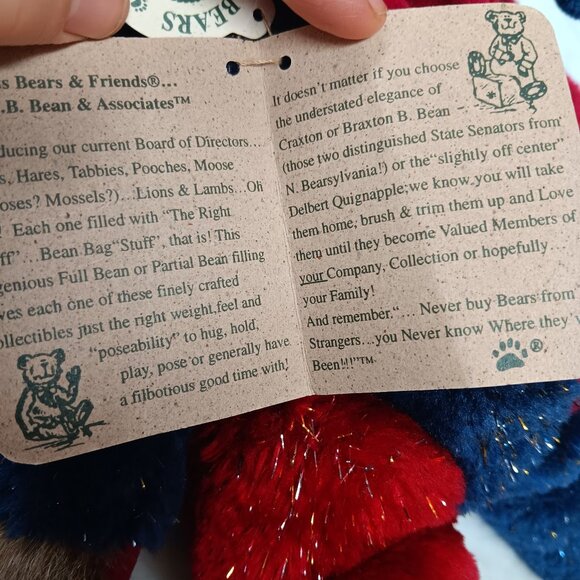 BEARS
Bears & Friends®...
.B. Bean & Associates™
ducing our current Board of Directors...
s, Hares, Tabbies, Pooches, Moose
oses? Mossels?)...Lions & Lambs...Oh
! Each one filled with "The Right
ff"...Bean Bag"Stuff", that is! This
genious Full Bean or Partial Bean filling
ves each one of these finely crafted
ollectibles just the right weight,feel and
"poseability" to hug, hold,
play, pose or generally have
a filbotious good time with!
It doesn't matter if you choose
the understated elegance of
Craxton or Braxton B. Bean
(those two distinguished State Senators from
N. Bearsylvania!) or the"slightly off center"
Delbert Quignapple;we know you will take
them home, brush & trim them up and Love
them until they become Valued Members of
your Company, Collection or hopefully...
your Family!
And remember,"... Never buy Bears from
Strangers...you Never know Where they'v
Been!!!"™
®